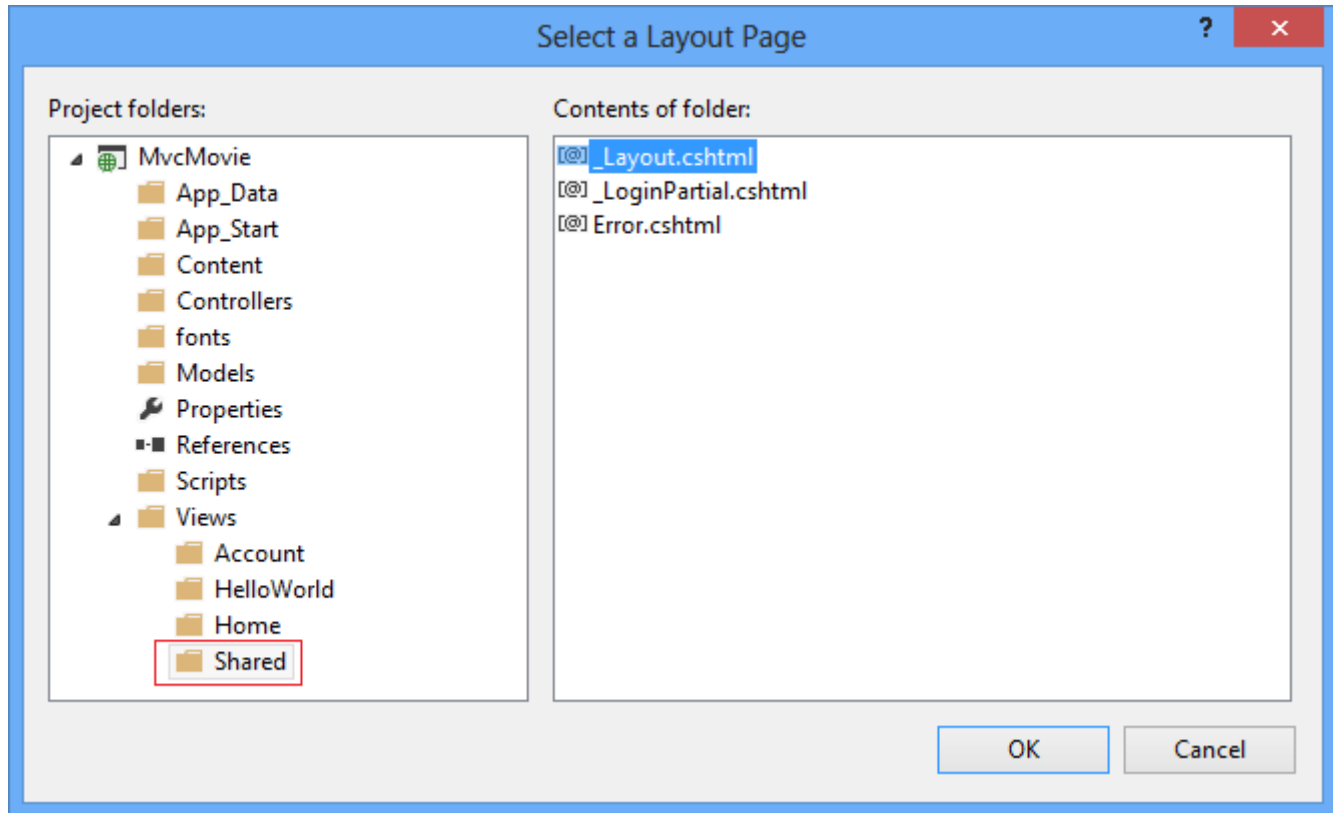 Select a Layout Page
?
Project folders:
MvcMovie
App_Data
App_Start
Content
Controllers
fonts
Models
Properties
References
Scripts
Views
Account
HelloWorld
Home
Shared
Contents of folder:
[@] _Layout.cshtml
[@] _LoginPartial.cshtml
[@] Error.cshtml
OK
Cancel